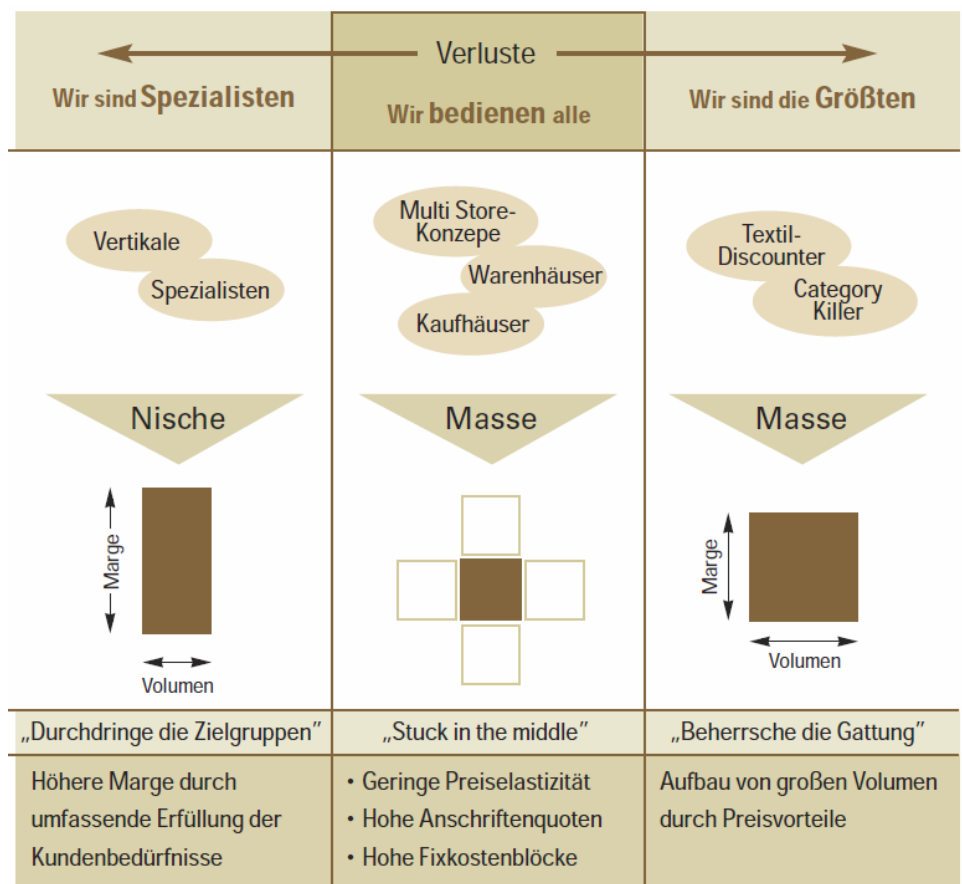 Verluste
Wir sind Spezialisten
Wir bedienen alle
Wir sind die Größten
Vertikale
Spezialisten
Multi Store-
Konzepe
Warenhäuser
Kaufhäuser
Textil-
Discounter
Category
Killer
Nische
Masse
Masse
Marge
Volumen
Marge
Volumen
„Durchdringe die Zielgruppen”
„Stuck in the middle”
„Beherrsche die Gattung”
Höhere Marge durch
umfassende Erfüllung der
Kundenbedürfnisse
• Geringe Preiselastizität
• Hohe Anschriftenquoten
• Hohe Fixkostenblöcke
Aufbau von großen Volumen
durch Preisvorteile